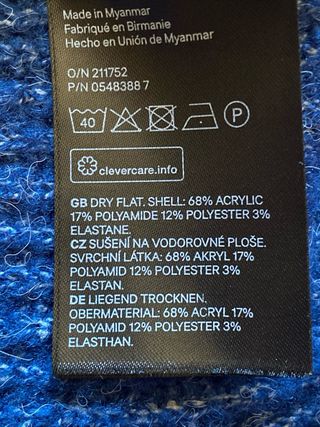 Made in Myanmar
Fabriqué en Birmanie
Hecho en Unión de Myanmar
O/N 211752
P/N 0548388 7
40
P
clevercare.info
GB DRY FLAT. SHELL: 68% ACRYLIC
17% POLYAMIDE 12% POLYESTER 3%
ELASTANE.
CZ SUŠENÍ NA VODOROVNÉ PLOŠE.
SVRCHNÍ LÁTKA: 68% AKRYL 17%
POLYAMID 12% POLYESTER 3%
ELASTAN.
DE LIEGEND TROCKNEN.
OBERMATERIAL: 68% ACRYL 17%
POLYAMID 12% POLYESTER 3%
ELASTHAN.